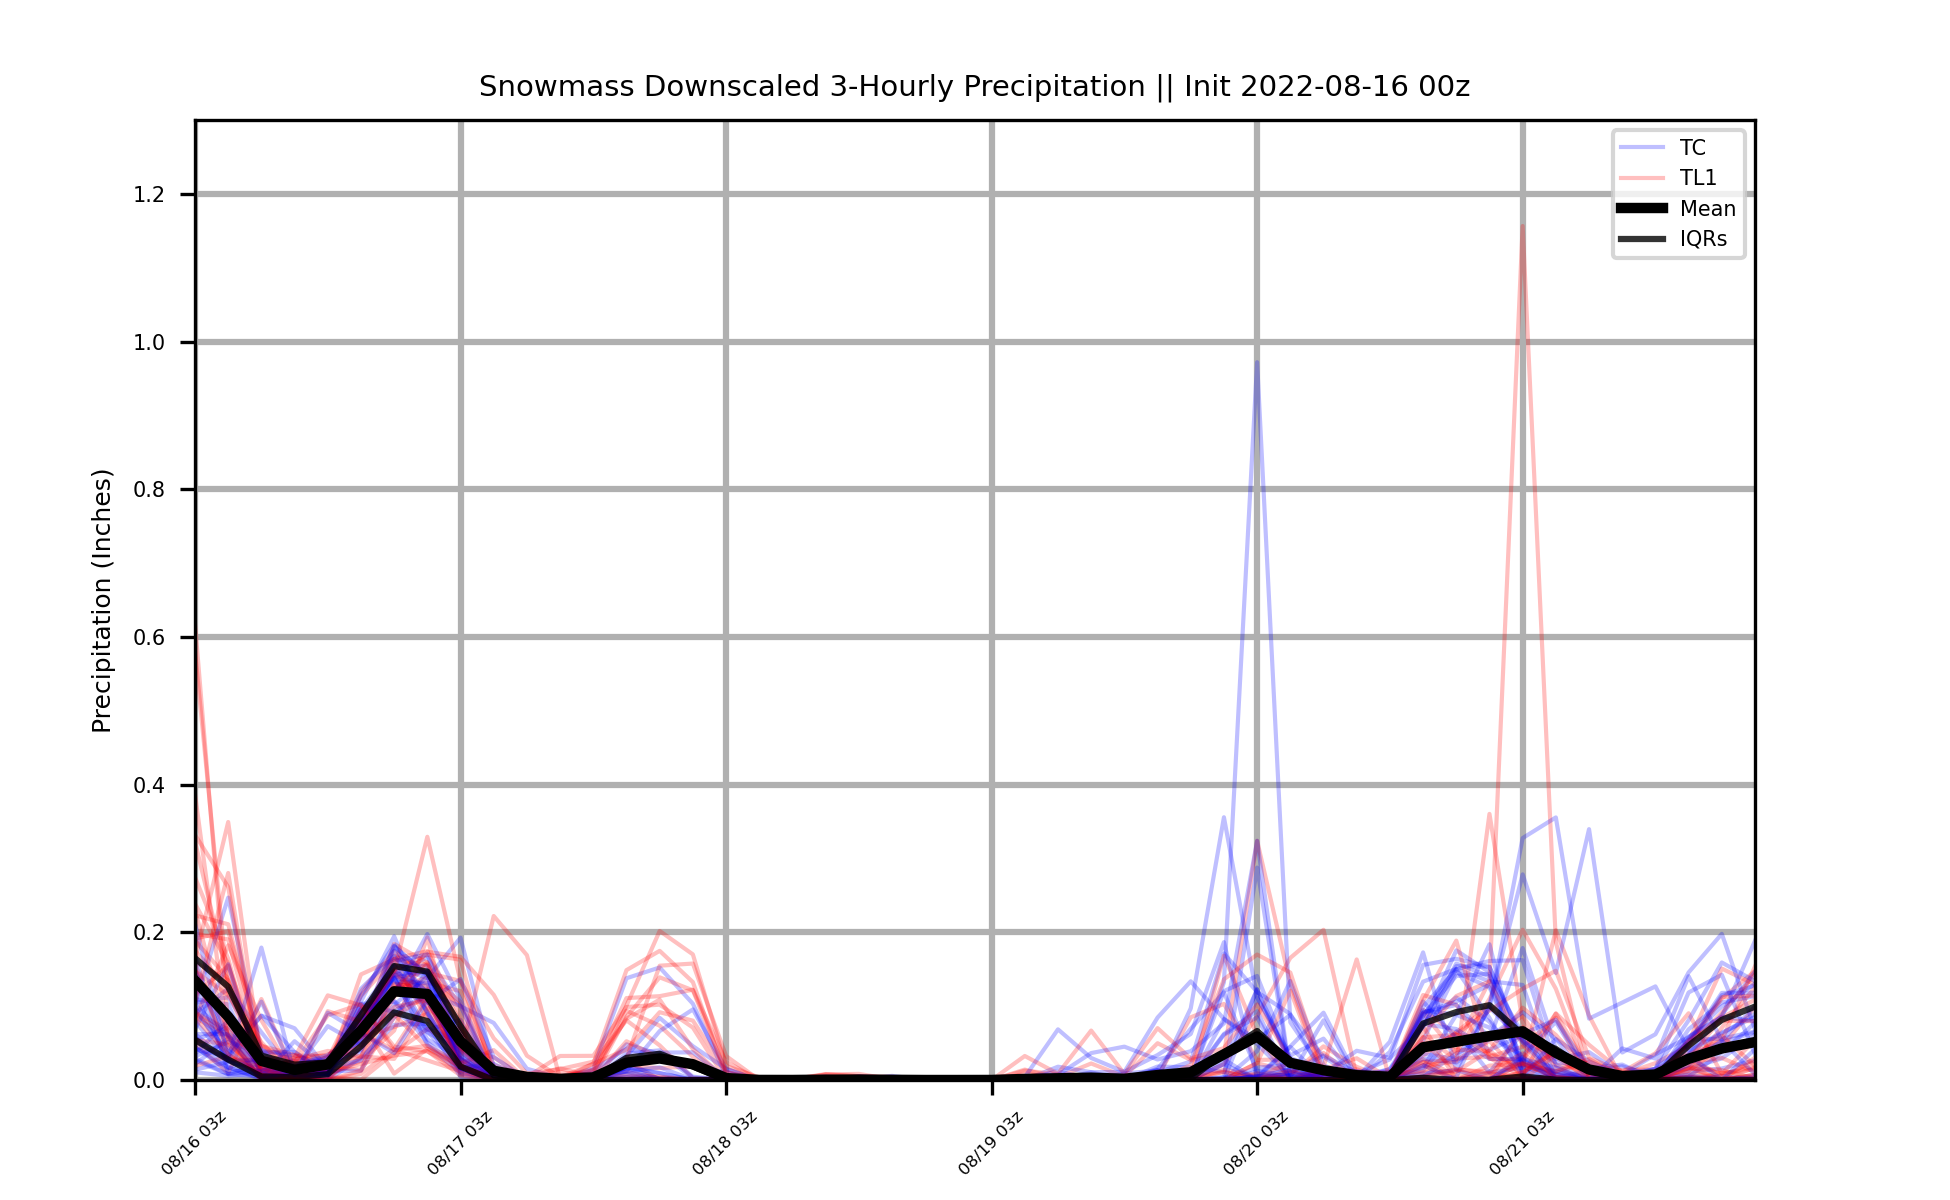 Snowmass Downscaled 3-Hourly Precipitation || Init 2022-08-16 00z
TC
TL1
Mean
IQRs
Precipitation (Inches)
1.2
1.0
0.8
0.6
0.4
0.2
0.0
08/16 03z
08/17 03z
08/18 03z
08/19 03z
08/20 03z
08/21 03z